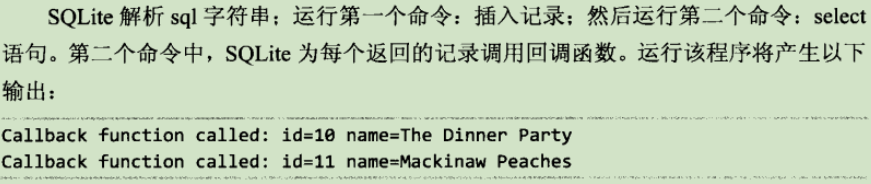 SQLite 解析 sql 字符串；运行第一个命令：插入记录；然后运行第二个命令：select
语句。第二个命令中，SQLite 为每个返回的记录调用回调函数。运行该程序将产生以下
输出：
Callback function called: id=10 name=The Dinner Party
Callback function called: id=11 name=Mackinaw Peaches